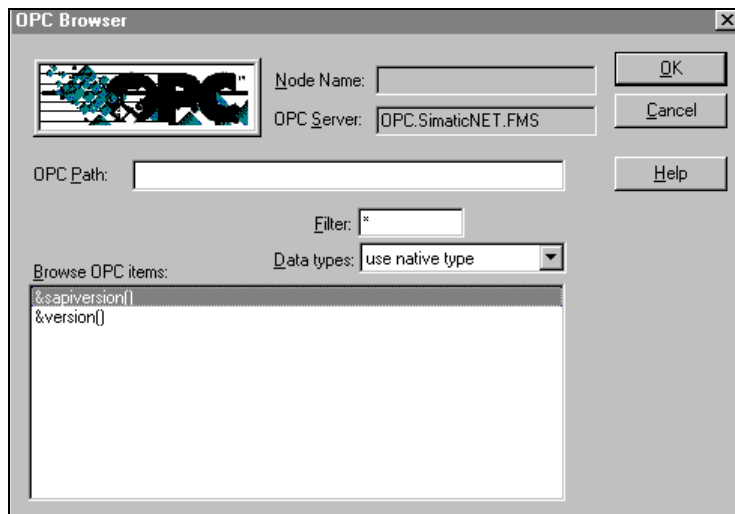 OPC Browser
OPC
Node Name:
OK
OPC Server: OPC.SimaticNET.FMS
Cancel
OPC Path:
Help
Filter: *
Data types: use native type
Browse OPC items:
&sapiversion()
&version()